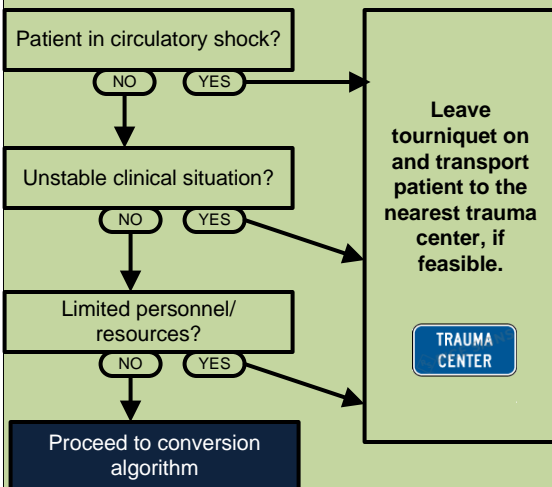 Patient in circulatory shock?
NO
YES
Unstable clinical situation?
NO
YES
Limited personnel/
resources?
NO
YES
Proceed to conversion
algorithm
Leave
tourniquet on
and transport
patient to the
nearest trauma
center, if
feasible.
TRAUMA
CENTER